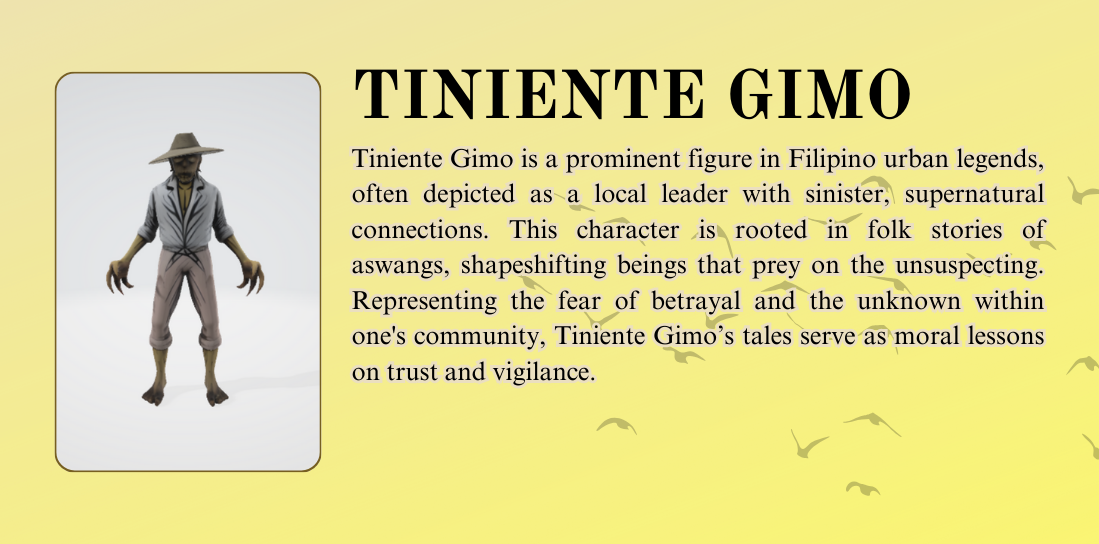 TINIENTE GIMO
Tiniente Gimo is a prominent figure in Filipino urban legends,
often depicted as a local leader with sinister, supernatural
connections. This character is rooted in folk stories of
aswangs, shapeshifting beings that prey on the unsuspecting.
Representing the fear of betrayal and the unknown within
one's community, Tiniente Gimo’s tales serve as moral lessons
on trust and vigilance.